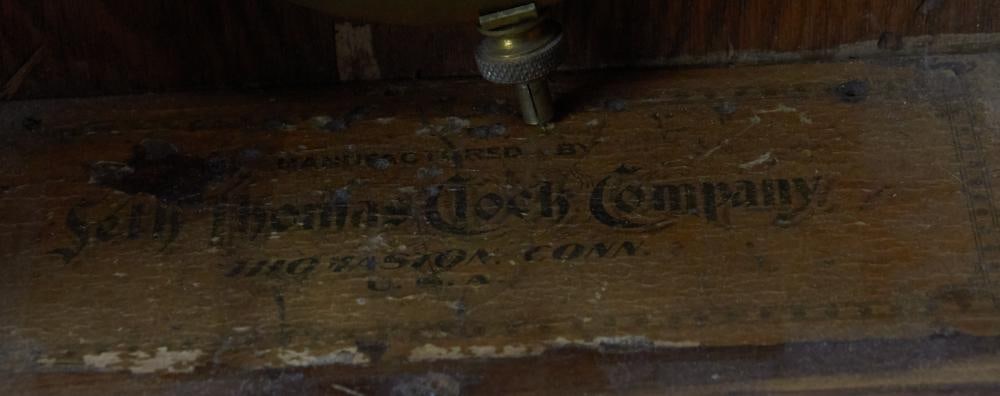 MANUFACTURED BY
Seth Thomas Clock Company
THOMASTON, CONN.
U.S.A.